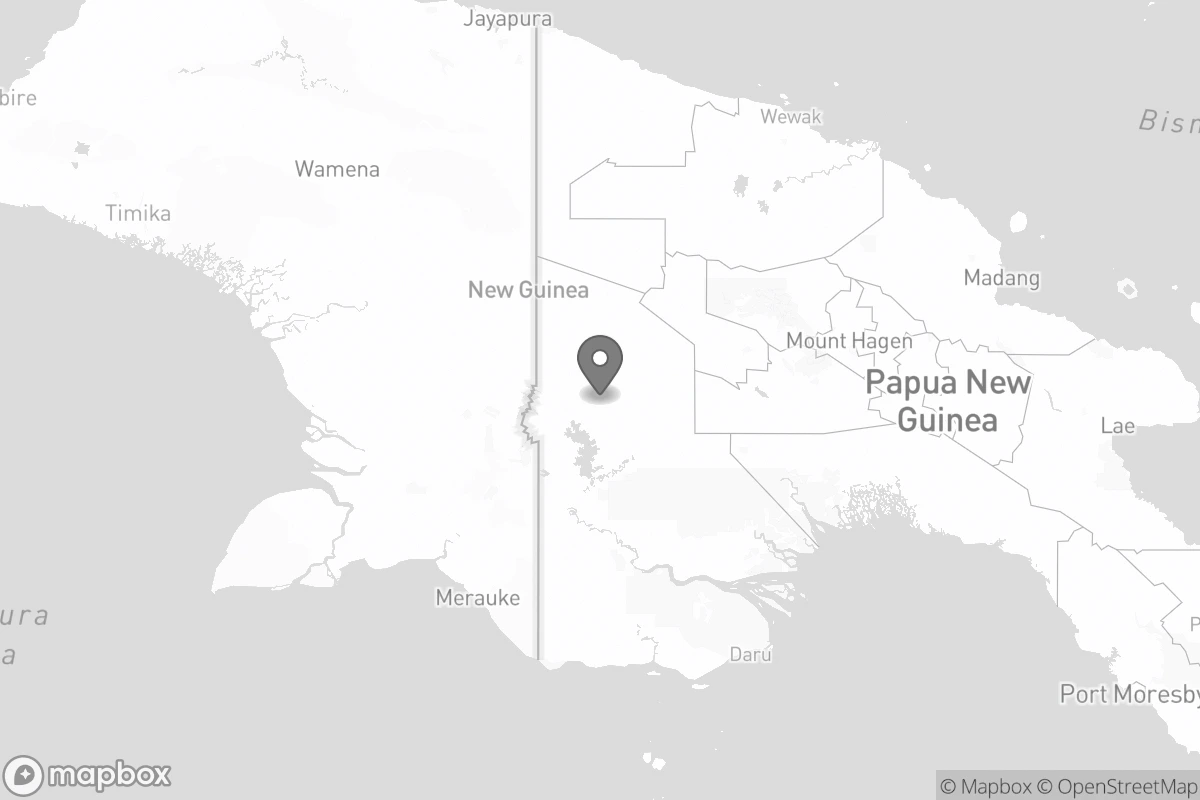 Jayapura
bire
Wewak
Bism
Wamena
Timika
Madang
New Guinea
Mount Hagen
Papua New
Guinea
Lae
Merauke
ura
a
Daru
P
Port Moresby
mapbox
© Mapbox © OpenStreetMap